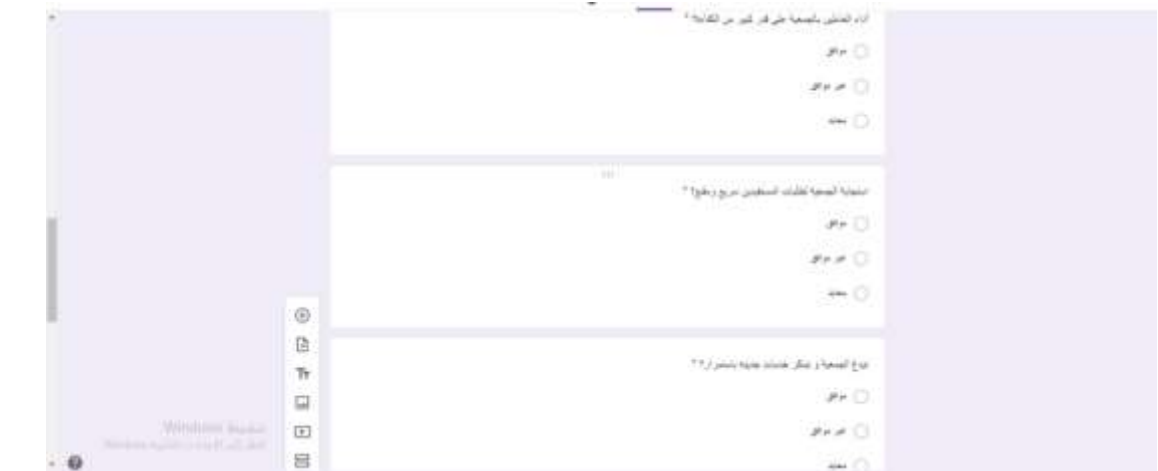 أداء العاملين بالجمعية على قدر كبير من الكفاءة؟ *
موافق
غير موافق
محايد
استجابة الجمعية لطلبات المستفيدين سريع ومقنع؟ *
موافق
غير موافق
محايد
تبدع الجمعية و تبتكر خدمات جديدة باستمرار؟ *
موافق
غير موافق
محايد
تنشيط Windows